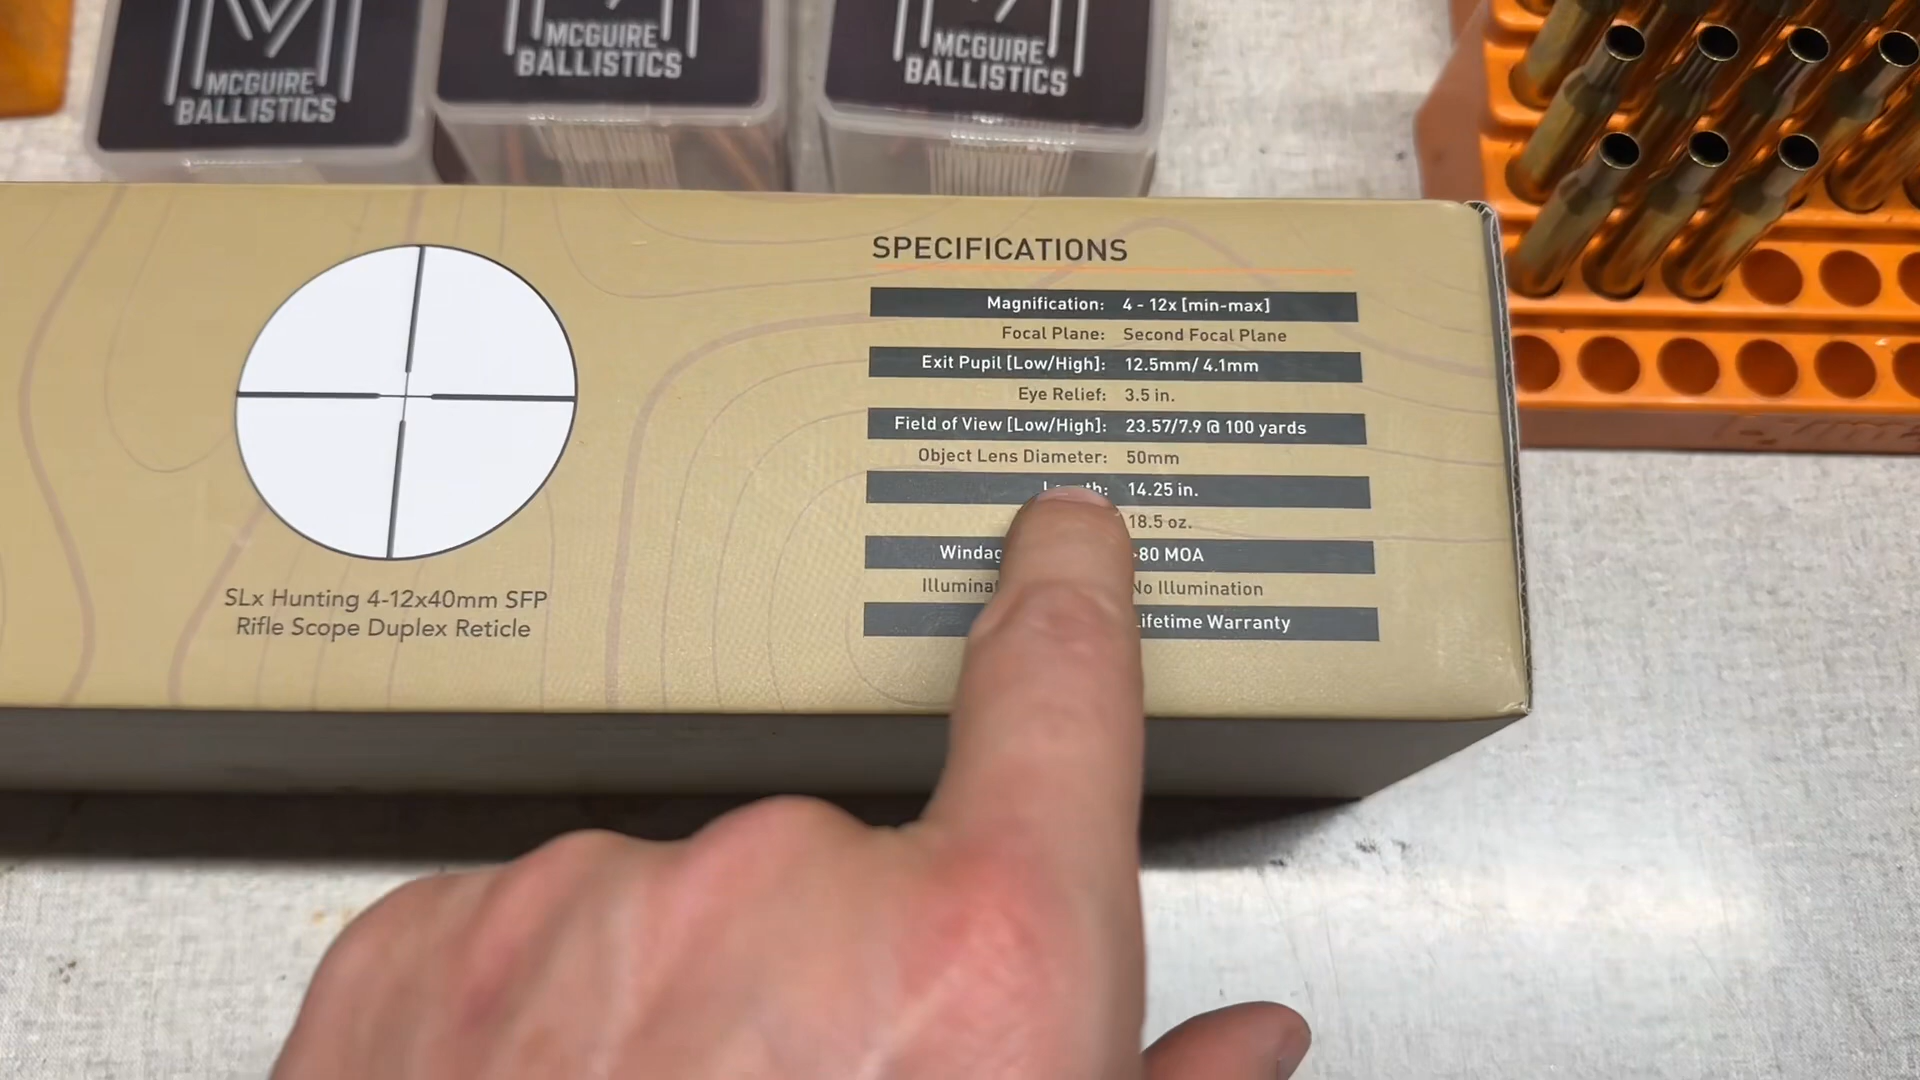 MCGUIRE
BALLISTICS
MCGUIRE
BALLISTICS
MCGUIRE
BALLISTICS
SPECIFICATIONS
Magnification: 4 - 12x [min-max]
Focal Plane: Second Focal Plane
Exit Pupil [Low/High]: 12.5mm/ 4.1mm
Eye Relief: 3.5 in.
Field of View [Low/High]: 23.57/7.9 @ 100 yards
Object Lens Diameter: 50mm
14.25 in.
18.5 oz.
80 MOA
No Illumination
Lifetime Warranty
SLx Hunting 4-12x40mm SFP
Rifle Scope Duplex Reticle